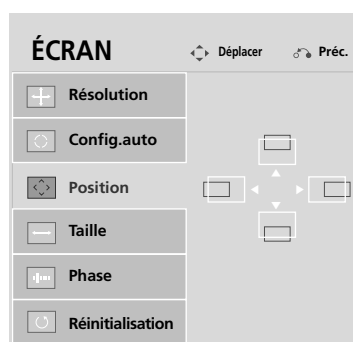 ÉCRAN Déplacer Préc.
Résolution
Config.auto
Position
Taille
Phase
Réinitialisation